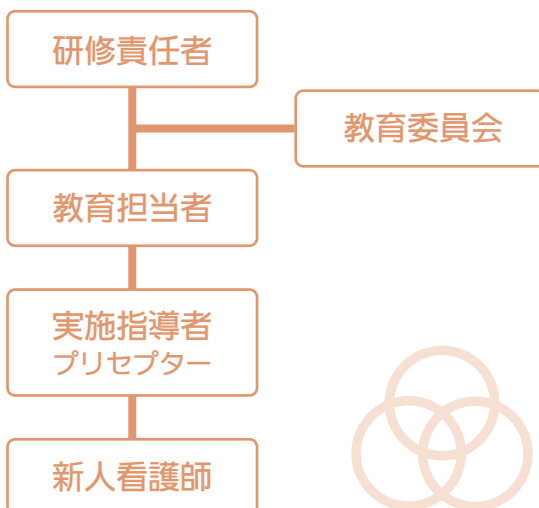 研修責任者
教育委員会
教育担当者
実施指導者
プリセプター
新人看護師